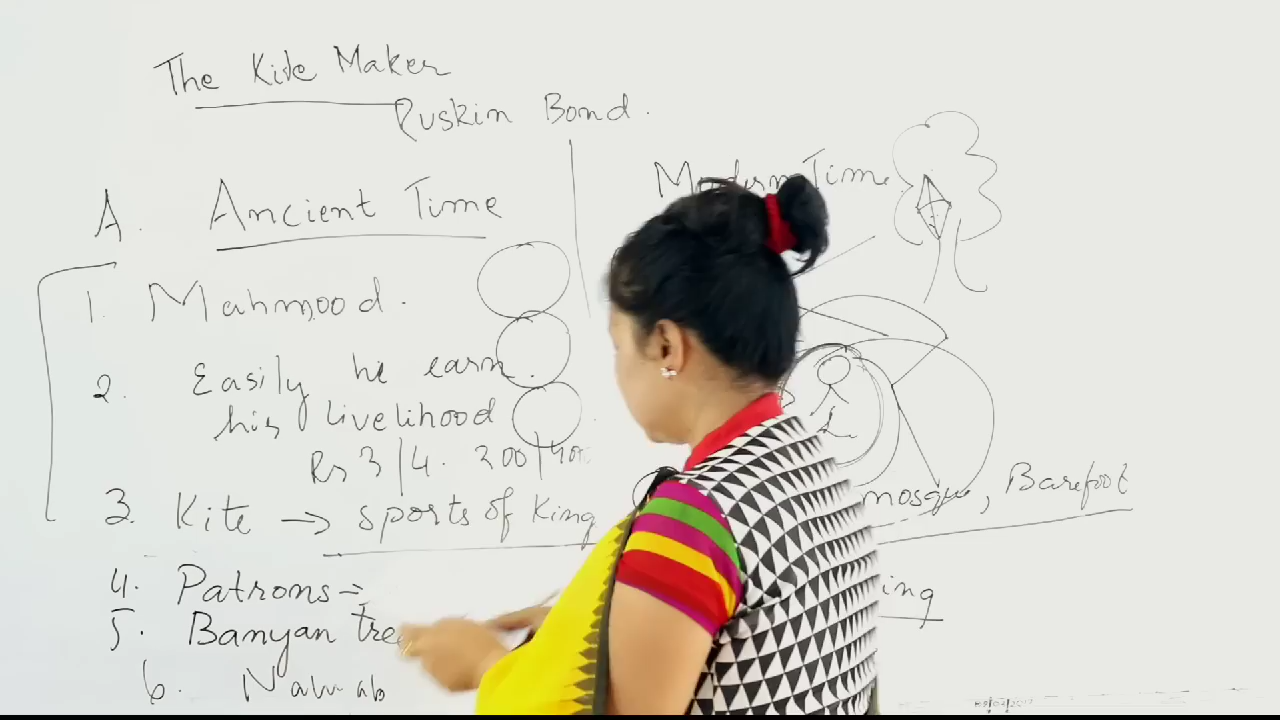 The Kite Maker
Ruskin Bond.
A. Ancient Time
1. Mahmood.
2. Easily he earn.
his livelihood
Rs 3/4. 200/400
3. Kite → sports of King
4. Patrons →
5. Banyan Tree
6. Nawab
Modern Time
mosque, Barefoot